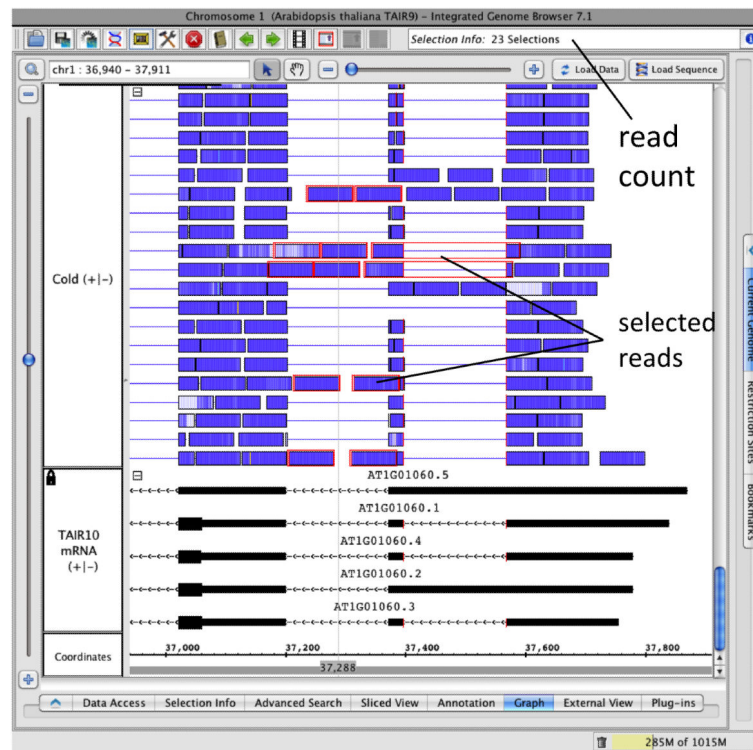 Chromosome 1 (Arabidopsis thaliana TAIR9) - Integrated Genome Browser 7.1
Selection Info: 23 Selections
chr1 : 36,940 - 37,911
Load Data
Load Sequence
read
count
Cold (+|-)
selected
reads
Current Genome
Restriction Sites
Bookmarks
AT1G01060.5
AT1G01060.1
TAIR10
mRNA
(+|-)
AT1G01060.4
AT1G01060.2
AT1G01060.3
Coordinates
37,000 37,200 37,400 37,600 37,800
37,288
Data Access Selection Info Advanced Search Sliced View Annotation Graph External View Plug-ins
285M of 1015M